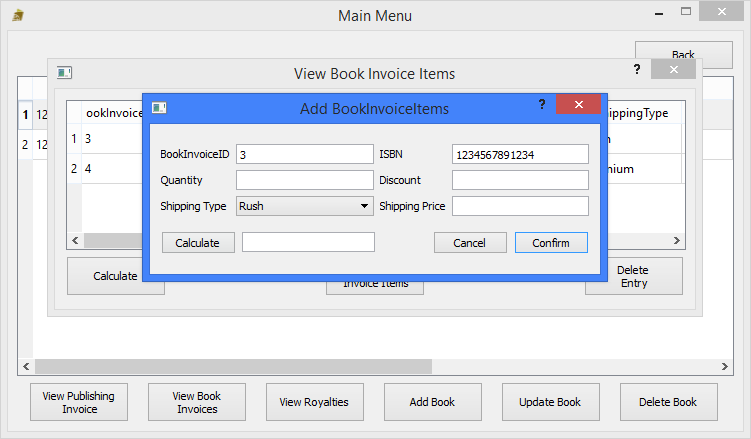 Main Menu
Back
View Book Invoice Items
?
Add BookInvoiceItems
?
1 12
2 12
ookInvoice
hippingType
1 3
2 4
nium
BookInvoiceID 3 ISBN 1234567891234
Quantity Discount
Shipping Type Rush Shipping Price
Calculate Cancel Confirm
Calculate
Invoice Items
Delete
Entry
View Publishing
Invoice
View Book
Invoices
View Royalties
Add Book
Update Book
Delete Book